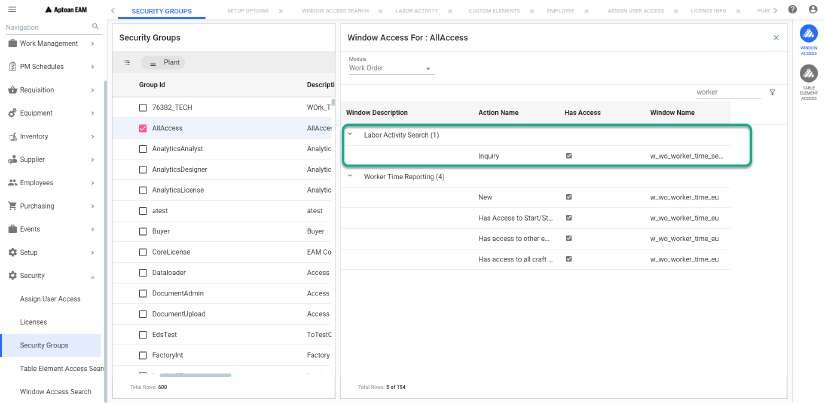 Aptean EAM
SECURITY GROUPS
SETUP OPTIONS
WINDOW ACCESS SEARCH
LABOR ACTIVITY
CUSTOM ELEMENTS
EMPLOYEE
ASSIGN USER ACCESS
LICENSE INFO
Navigation
Work Management
PM Schedules
Requisition
Equipment
Inventory
Supplier
Employees
Purchasing
Events
Setup
Security
Assign User Access
Licenses
Security Groups
Table Element Access Sear
Window Access Search
Security Groups
Plant
Group Id Descripti
76382_TECH WOrk_T
AllAccess AllAcces
AnalyticsAnalyst Analytic
AnalyticsDesigner Analytic
AnalyticsLicense Analytic
atest atest
Buyer Buyer
CoreLicense EAM Co
Dataloader Access
DocumentAdmin Access
DocumentUpload Access
EdsTest ToTestC
FactoryInt Factory
Total Rows: 600
Window Access For : AllAccess
Module
Work Order
worker
Window Description Action Name Has Access Window Name
Labor Activity Search (1)
Inquiry w_wo_worker_time_se...
Worker Time Reporting (4)
New w_wo_worker_time_eu
Has Access to Start/St... w_wo_worker_time_eu
Has access to other e... w_wo_worker_time_eu
Has access to all craft ... w_wo_worker_time_eu
Total Rows: 5 of 154
WINDOW
ACCESS
TABLE
ELEMENT
ACCESS